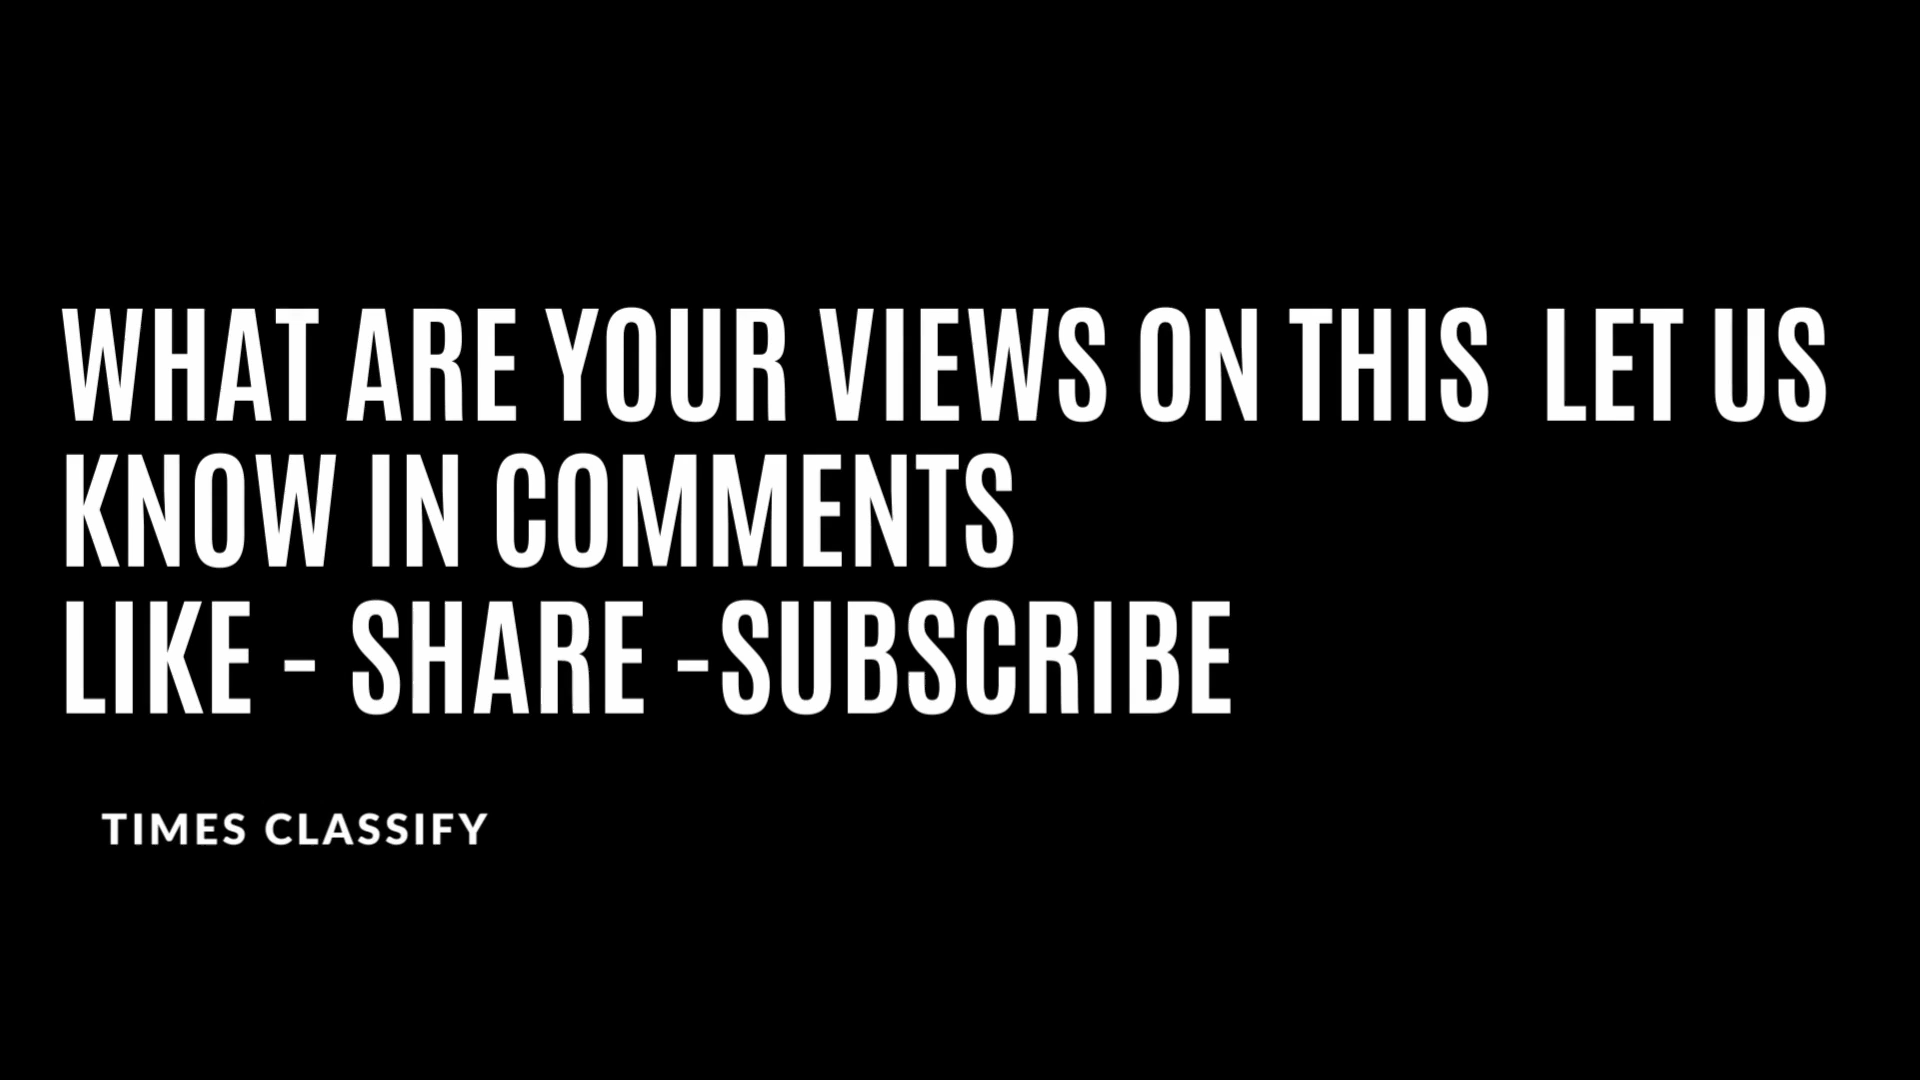 WHAT ARE YOUR VIEWS ON THIS  LET US
KNOW IN COMMENTS
LIKE - SHARE -SUBSCRIBE
TIMES CLASSIFY